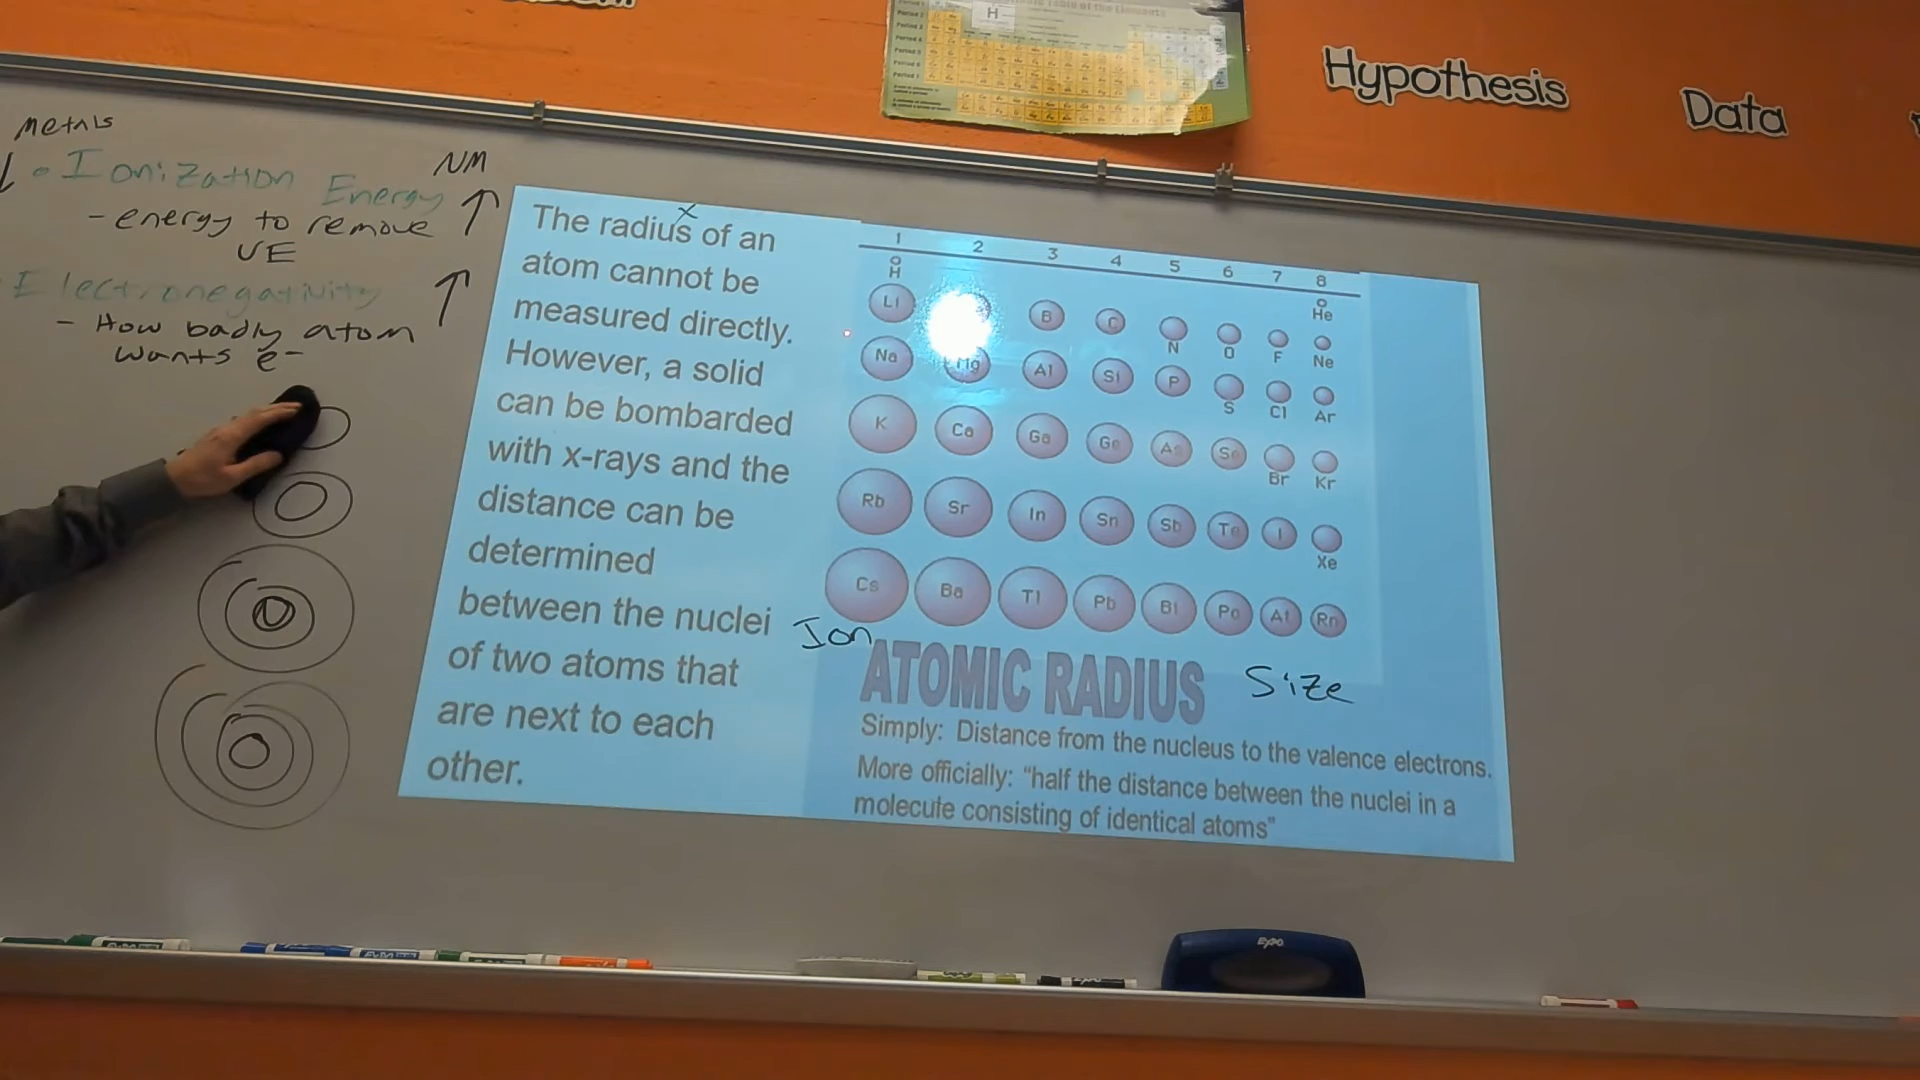 Hypothesis
Data
H
metals
NM
Ionization Energy
- energy to remove
VE
Electronegativity
- How badly atom
wants e-
x
The radius of an
atom cannot be
measured directly.
However, a solid
can be bombarded
with x-rays and the
distance can be
determined
between the nuclei
of two atoms that
are next to each
other.
1 2 3 4 5 6 7 8
H He
Li B C N O F Ne
Na Mg Al Si P S Cl Ar
K Ca Ga Ge As Se Br Kr
Rb Sr In Sn Sb Te I Xe
Cs Ba Tl Pb Bi Po At Rn
Ion
ATOMIC RADIUS
Size
Simply: Distance from the nucleus to the valence electrons.
More officially: "half the distance between the nuclei in a
molecule consisting of identical atoms"
EXPO